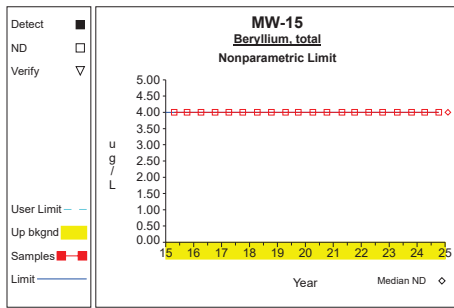 Detect
ND
Verify
User Limit
Up bkgnd
Samples
Limit
MW-15
Beryllium, total
Nonparametric Limit
5.00
4.50
4.00
3.50
3.00
2.50
2.00
1.50
1.00
0.50
0.00
ug/L
15 16 17 18 19 20 21 22 23 24 25
Year
Median ND